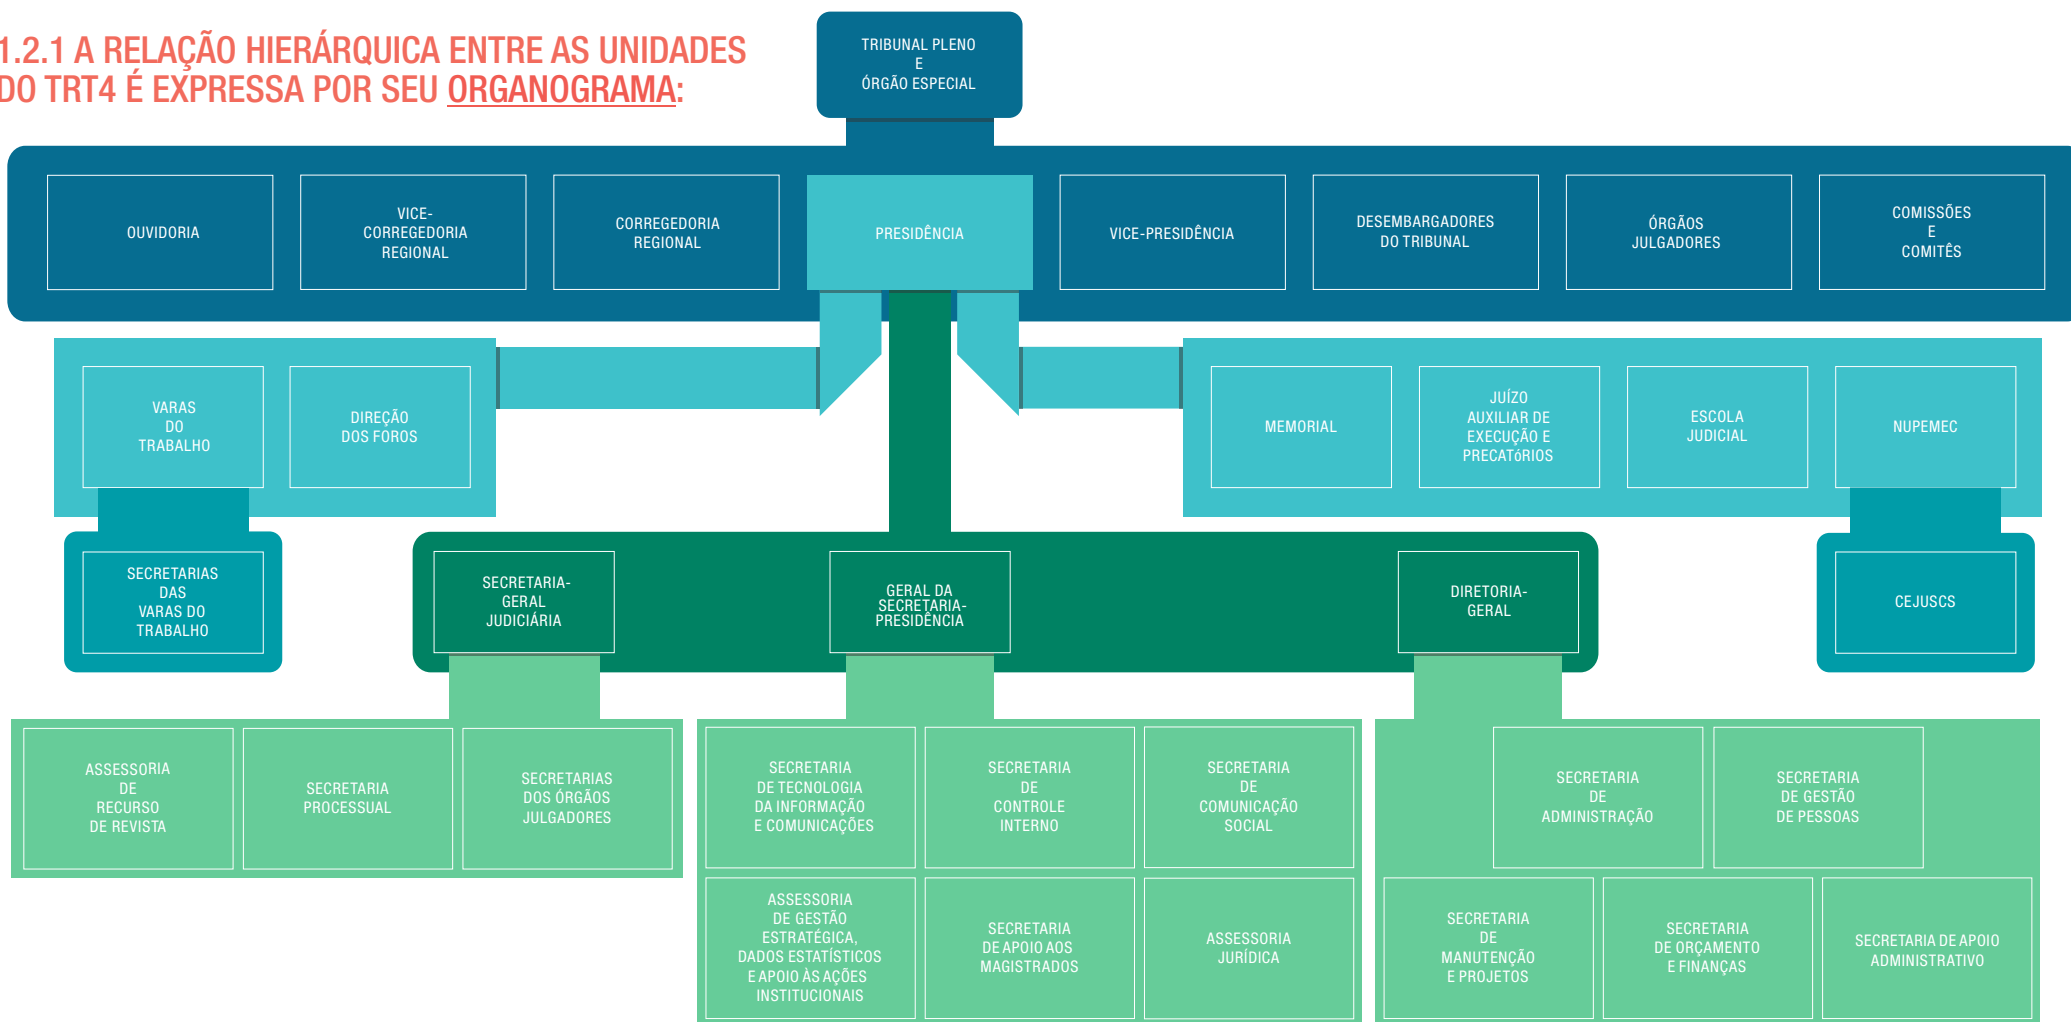 1.2.1 A RELAÇÃO HIERÁRQUICA ENTRE AS UNIDADES
DO TRT4 É EXPRESSA POR SEU ORGANOGRAMA:
TRIBUNAL PLENO
E
ÓRGÃO ESPECIAL
OUVIDORIA
VICE-
CORREGEDORIA
REGIONAL
CORREGEDORIA
REGIONAL
PRESIDÊNCIA
VICE-PRESIDÊNCIA
DESEMBARGADORES
DO TRIBUNAL
ÓRGÃOS
JULGADORES
COMISSÕES
E
COMITÊS
VARAS
DO
TRABALHO
DIREÇÃO
DOS FOROS
MEMORIAL
JUÍZO
AUXILIAR DE
EXECUÇÃO E
PRECATóRIOS
ESCOLA
JUDICIAL
NUPEMEC
SECRETARIAS
DAS
VARAS DO
TRABALHO
SECRETARIA-
GERAL
JUDICIÁRIA
GERAL DA
SECRETARIA-
PRESIDÊNCIA
DIRETORIA-
GERAL
CEJUSCS
ASSESSORIA
DE
RECURSO
DE REVISTA
SECRETARIA
PROCESSUAL
SECRETARIAS
DOS ÓRGÃOS
JULGADORES
SECRETARIA
DE TECNOLOGIA
DA INFORMAÇÃO
E COMUNICAÇÕES
SECRETARIA
DE
CONTROLE
INTERNO
SECRETARIA
DE
COMUNICAÇÃO
SOCIAL
SECRETARIA
DE
ADMINISTRAÇÃO
SECRETARIA
DE GESTÃO
DE PESSOAS
ASSESSORIA
DE GESTÃO
ESTRATÉGICA,
DADOS ESTATÍSTICOS
E APOIO ÀS AÇÕES
INSTITUCIONAIS
SECRETARIA
DE APOIO AOS
MAGISTRADOS
ASSESSORIA
JURÍDICA
SECRETARIA
DE
MANUTENÇÃO
E PROJETOS
SECRETARIA
DE ORÇAMENTO
E FINANÇAS
SECRETARIA DE APOIO
ADMINISTRATIVO